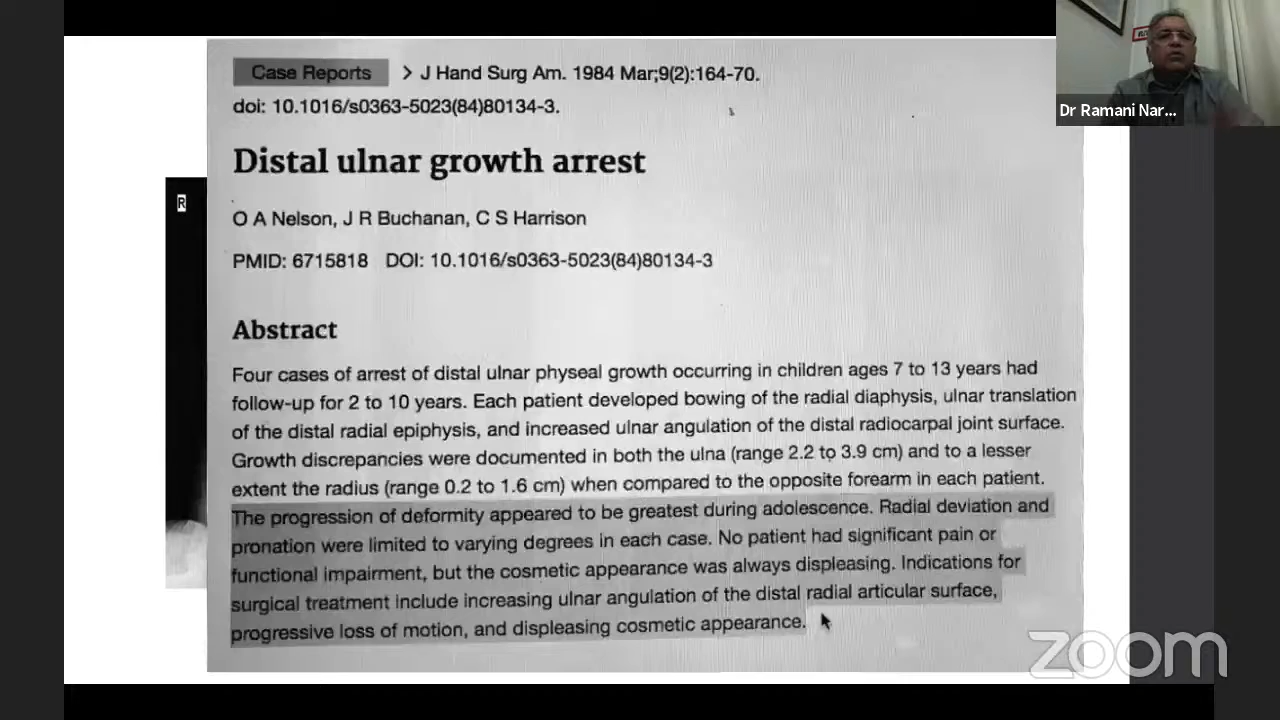 Case Reports > J Hand Surg Am. 1984 Mar;9(2):164-70.
doi: 10.1016/s0363-5023(84)80134-3.
Distal ulnar growth arrest
O A Nelson, J R Buchanan, C S Harrison
PMID: 6715818 DOI: 10.1016/s0363-5023(84)80134-3
Abstract
Four cases of arrest of distal ulnar physeal growth occurring in children ages 7 to 13 years had
follow-up for 2 to 10 years. Each patient developed bowing of the radial diaphysis, ulnar translation
of the distal radial epiphysis, and increased ulnar angulation of the distal radiocarpal joint surface.
Growth discrepancies were documented in both the ulna (range 2.2 to 3.9 cm) and to a lesser
extent the radius (range 0.2 to 1.6 cm) when compared to the opposite forearm in each patient.
The progression of deformity appeared to be greatest during adolescence. Radial deviation and
pronation were limited to varying degrees in each case. No patient had significant pain or
functional impairment, but the cosmetic appearance was always displeasing. Indications for
surgical treatment include increasing ulnar angulation of the distal radial articular surface,
progressive loss of motion, and displeasing cosmetic appearance.
R
Dr Ramani Nar...
zoom